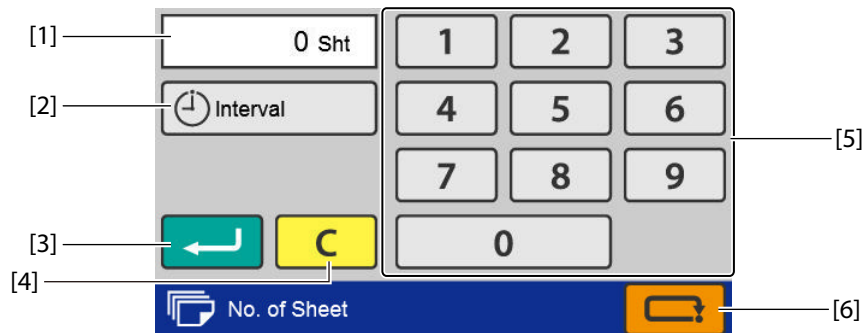 [1] 0 Sht 1 2 3
[2] Interval 4 5 6
[5]
7 8 9
[3] C 0
[4]
No. of Sheet [6]